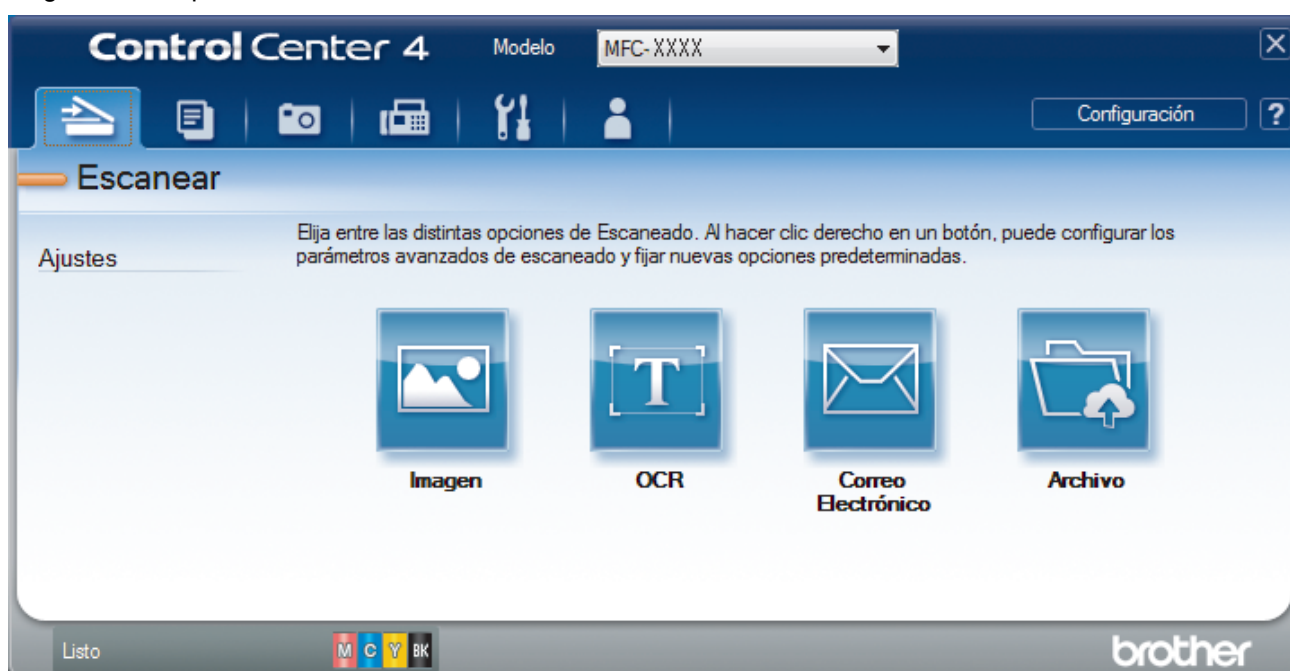 Control Center 4 Modelo MFC-XXXX
Configuración ?
Escanear
Ajustes
Elija entre las distintas opciones de Escaneado. Al hacer clic derecho en un botón, puede configurar los
parámetros avanzados de escaneado y fijar nuevas opciones predeterminadas.
T
Imagen OCR Correo Electrónico Archivo
Listo M C Y BK brother